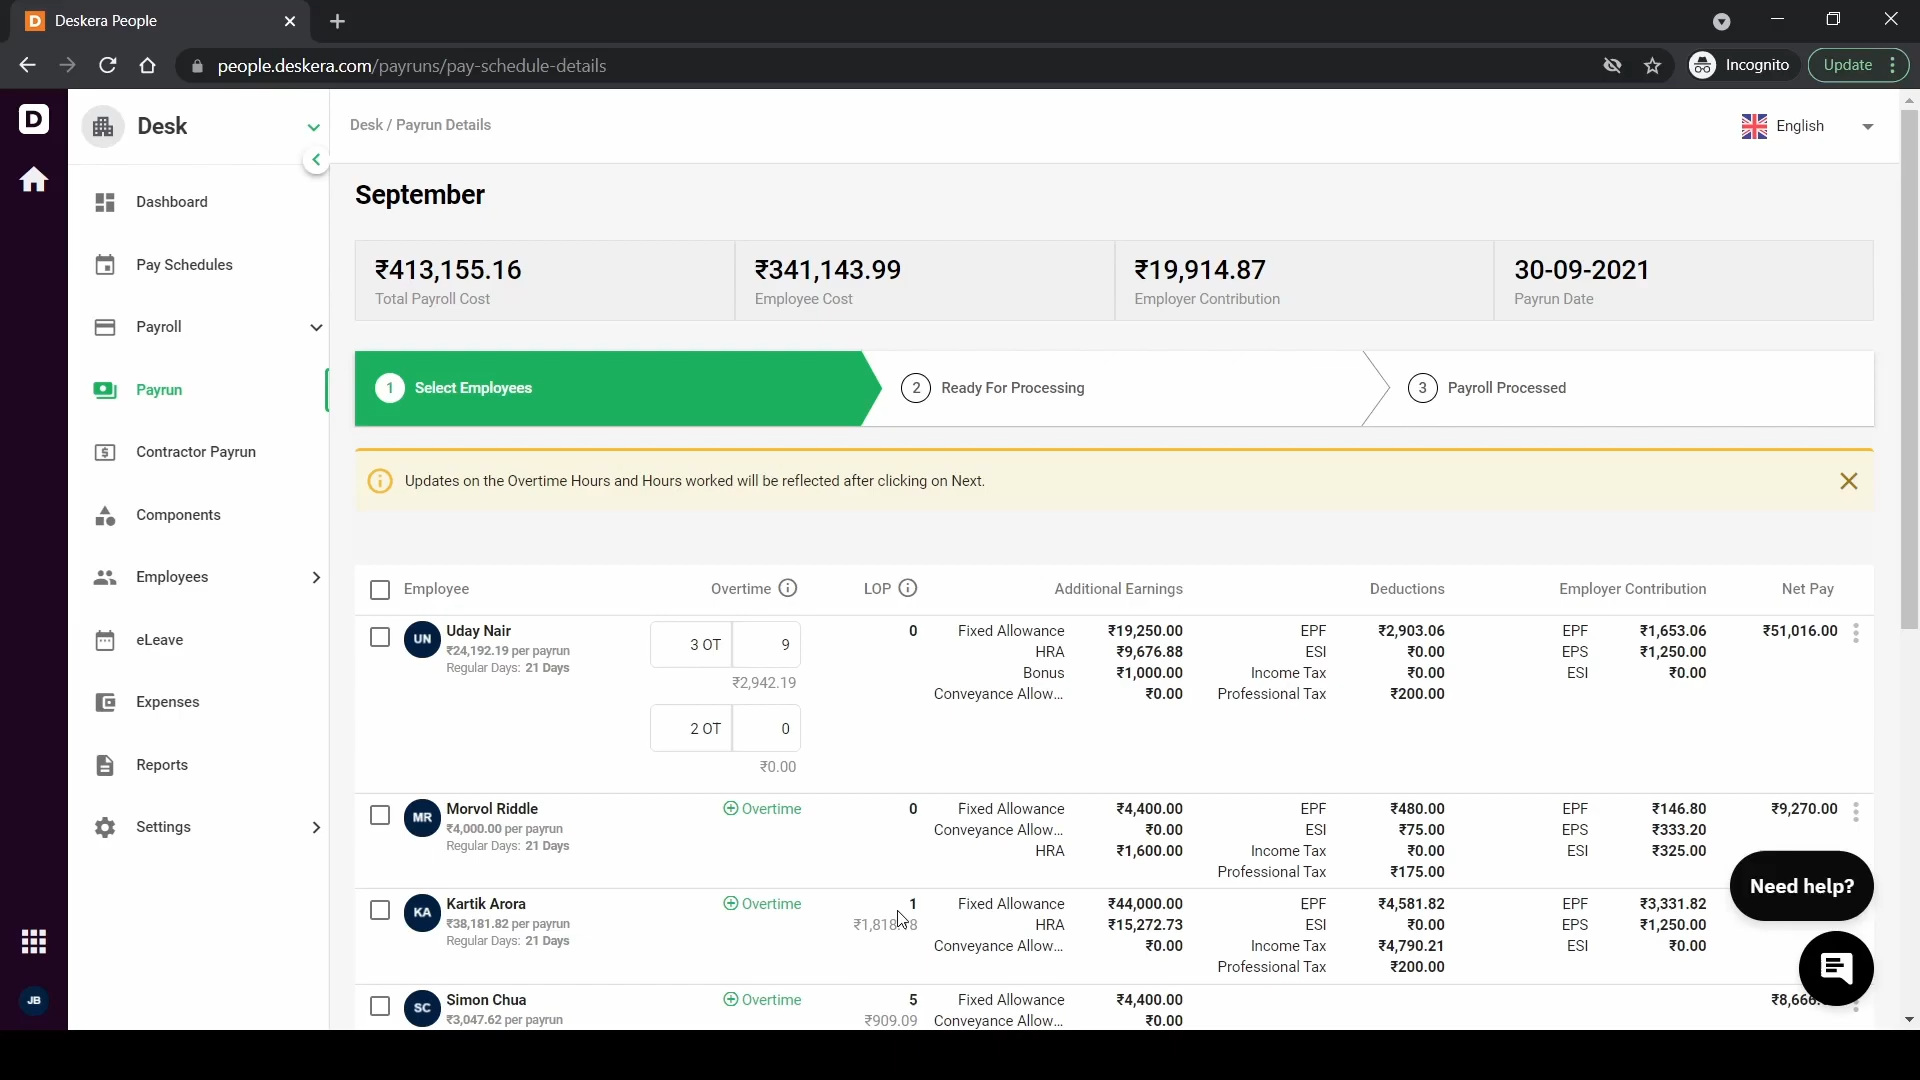 Deskera People
people.deskera.com/payruns/pay-schedule-details
Incognito
Update
Desk
Desk / Payrun Details
English
Dashboard
Pay Schedules
Payroll
Payrun
Contractor Payrun
Components
Employees
eLeave
Expenses
Reports
Settings
JB
September
₹413,155.16
Total Payroll Cost
₹341,143.99
Employee Cost
₹19,914.87
Employer Contribution
30-09-2021
Payrun Date
1 Select Employees
2 Ready For Processing
3 Payroll Processed
Updates on the Overtime Hours and Hours worked will be reflected after clicking on Next.
Employee Overtime LOP Additional Earnings Deductions Employer Contribution Net Pay
UN Uday Nair
₹24,192.19 per payrun
Regular Days: 21 Days
3 OT 9
₹2,942.19
2 OT 0
₹0.00
0
Fixed Allowance ₹19,250.00
HRA ₹9,676.88
Bonus ₹1,000.00
Conveyance Allow... ₹0.00
EPF ₹2,903.06
ESI ₹0.00
Income Tax ₹0.00
Professional Tax ₹200.00
EPF ₹1,653.06
EPS ₹1,250.00
ESI ₹0.00
₹51,016.00
MR Morvol Riddle
₹4,000.00 per payrun
Regular Days: 21 Days
Overtime
0
Fixed Allowance ₹4,400.00
Conveyance Allow... ₹0.00
HRA ₹1,600.00
EPF ₹480.00
ESI ₹75.00
Income Tax ₹0.00
Professional Tax ₹175.00
EPF ₹146.80
EPS ₹333.20
ESI ₹325.00
₹9,270.00
KA Kartik Arora
₹38,181.82 per payrun
Regular Days: 21 Days
Overtime
1
Fixed Allowance ₹44,000.00
HRA ₹15,272.73
Conveyance Allow... ₹0.00
EPF ₹4,581.82
ESI ₹0.00
Income Tax ₹4,790.21
Professional Tax ₹200.00
EPF ₹3,331.82
EPS ₹1,250.00
ESI ₹0.00
SC Simon Chua
₹3,047.62 per payrun
Overtime
5
₹909.09
Fixed Allowance ₹4,400.00
Conveyance Allow... ₹0.00
Need help?